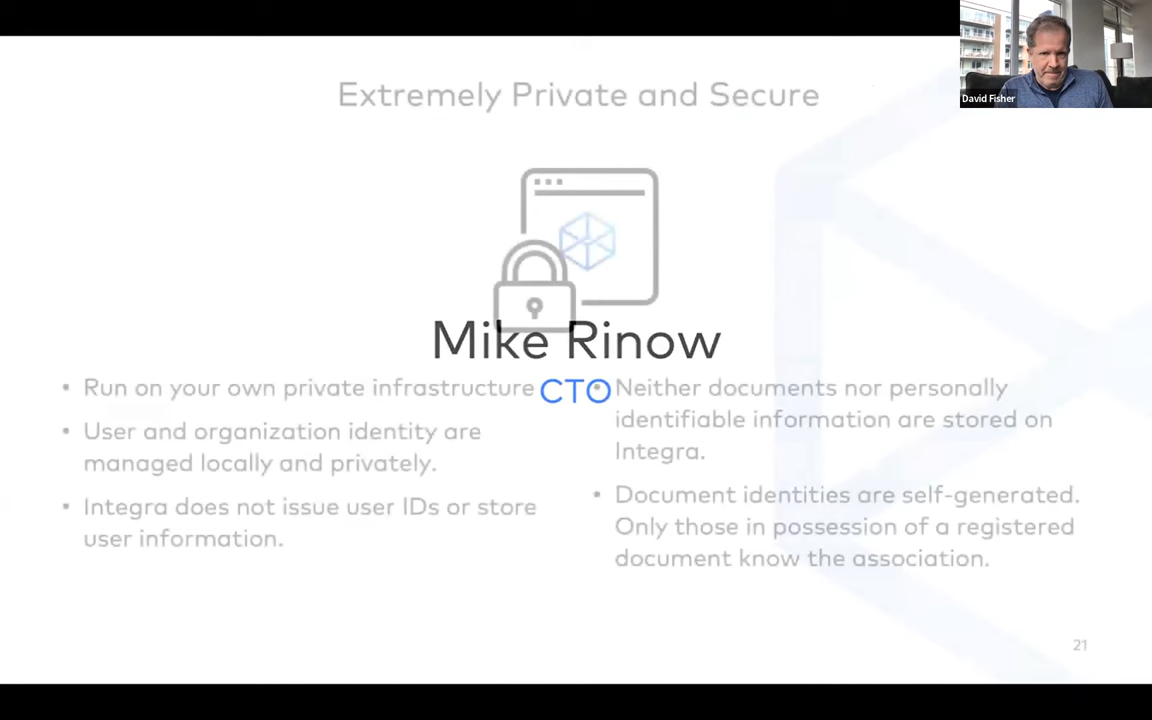 Extremely Private and Secure
David Fisher
Mike Rinow
CTO
• Run on your own private infrastructure
• User and organization identity are
managed locally and privately.
• Integra does not issue user IDs or store
user information.
• Neither documents nor personally
identifiable information are stored on
Integra.
• Document identities are self-generated.
Only those in possession of a registered
document know the association.
21